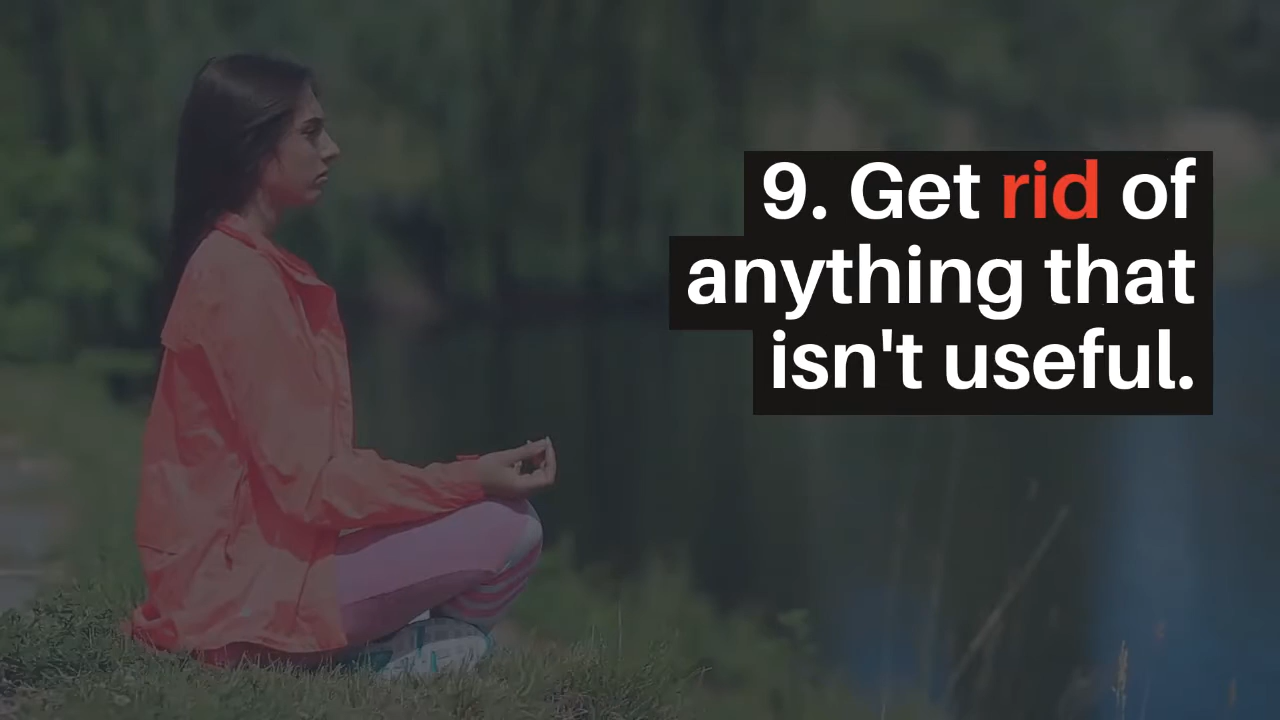 9. Get rid of
anything that
isn't useful.